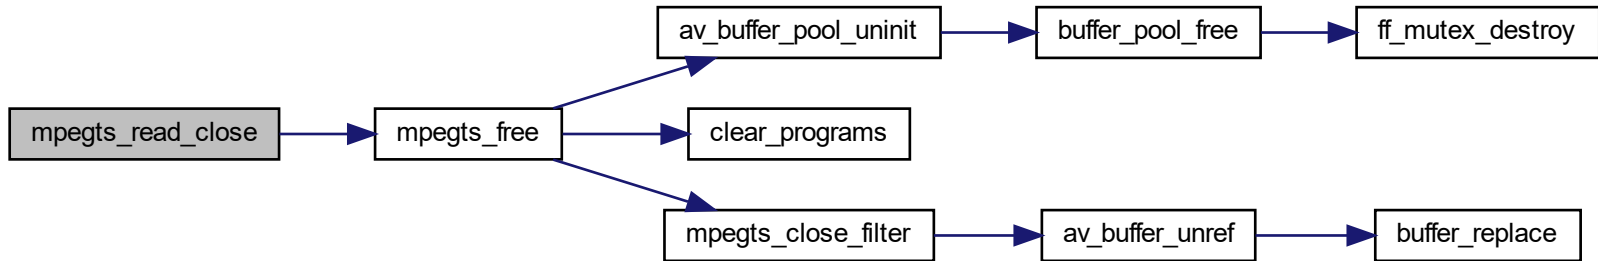 av_buffer_pool_uninit
buffer_pool_free
ff_mutex_destroy
mpegts_read_close
mpegts_free
clear_programs
mpegts_close_filter
av_buffer_unref
buffer_replace